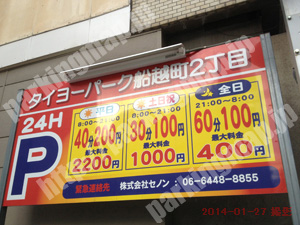 タイヨーパーク船越町2丁目
24H
P
平日
8:00~21:00
40分200円
最大料金
2200円
土日祝
8:00~21:00
30分100円
最大料金
1000円
全日
21:00~8:00
60分100円
最大料金
400円
緊急連絡先 株式会社セノン 06-6448-8855
2014-01-27